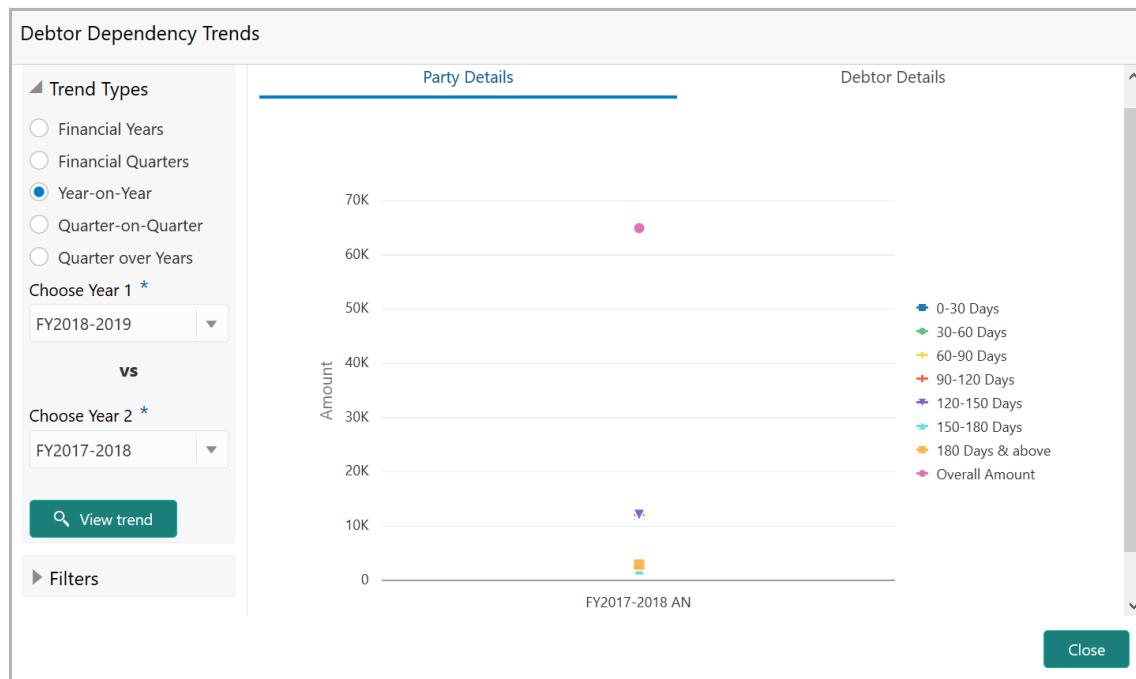 Debtor Dependency Trends
Trend Types
Financial Years
Financial Quarters
Year-on-Year
Quarter-on-Quarter
Quarter over Years
Choose Year 1 *
FY2018-2019
vs
Choose Year 2 *
FY2017-2018
View trend
Filters
Party Details
Debtor Details
Amount
70K
60K
50K
40K
30K
20K
10K
0
FY2017-2018 AN
0-30 Days
30-60 Days
60-90 Days
90-120 Days
120-150 Days
150-180 Days
180 Days & above
Overall Amount
Close